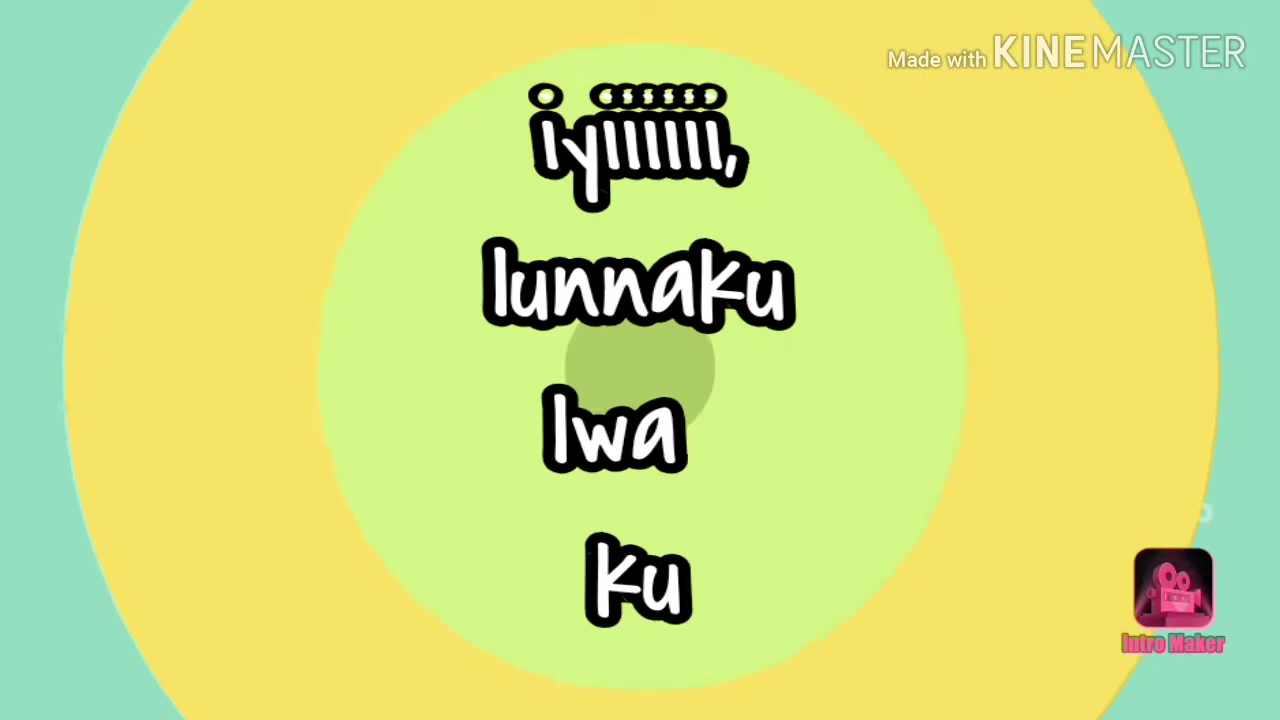 Made with KINEMASTER
iyiiiiii,
lunnaku
lwa
ku
Intro Maker